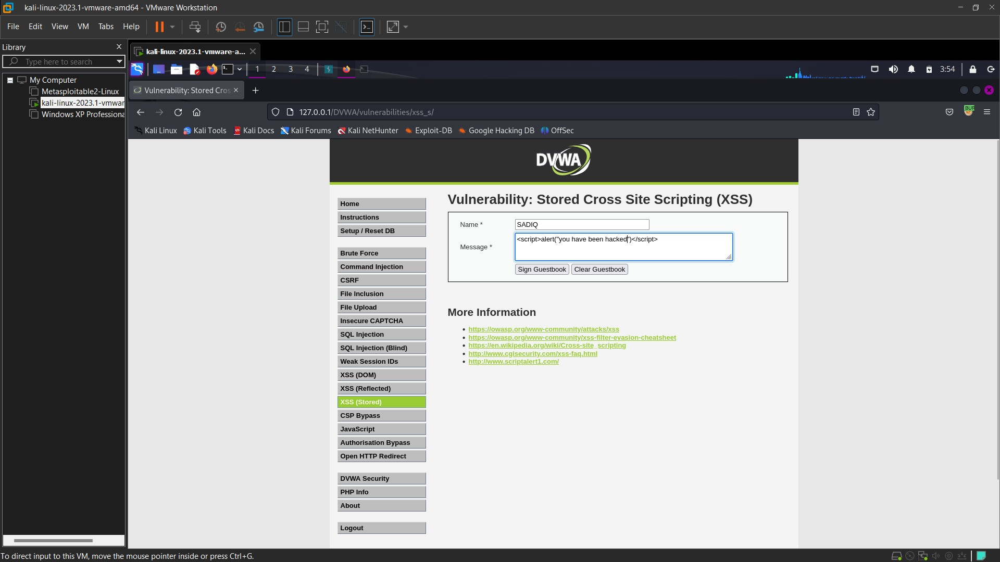 kali-linux-2023.1-vmware-amd64 - VMware Workstation
File Edit View VM Tabs Help
Library
Type here to search
My Computer
Metasploitable2-Linux
kali-linux-2023.1-vmwar
Windows XP Professiona
kali-linux-2023.1-vmware-a...
1 2 3 4
3:54
Vulnerability: Stored Cros
127.0.0.1/DVWA/vulnerabilities/xss_s/
BUR
Kali Linux Kali Tools Kali Docs Kali Forums Kali NetHunter Exploit-DB Google Hacking DB OffSec
DVWA
Home
Instructions
Setup / Reset DB
Brute Force
Command Injection
CSRF
File Inclusion
File Upload
Insecure CAPTCHA
SQL Injection
SQL Injection (Blind)
Weak Session IDs
XSS (DOM)
XSS (Reflected)
XSS (Stored)
CSP Bypass
JavaScript
Authorisation Bypass
Open HTTP Redirect
DVWA Security
PHP Info
About
Logout
Vulnerability: Stored Cross Site Scripting (XSS)
Name * SADIQ
Message * <script>alert("you have been hacked")</script>
Sign Guestbook Clear Guestbook
More Information
https://owasp.org/www-community/attacks/xss
https://owasp.org/www-community/xss-filter-evasion-cheatsheet
https://en.wikipedia.org/wiki/Cross-site_scripting
http://www.cgisecurity.com/xss-faq.html
http://www.scriptalert1.com/
To direct input to this VM, move the mouse pointer inside or press Ctrl+G.